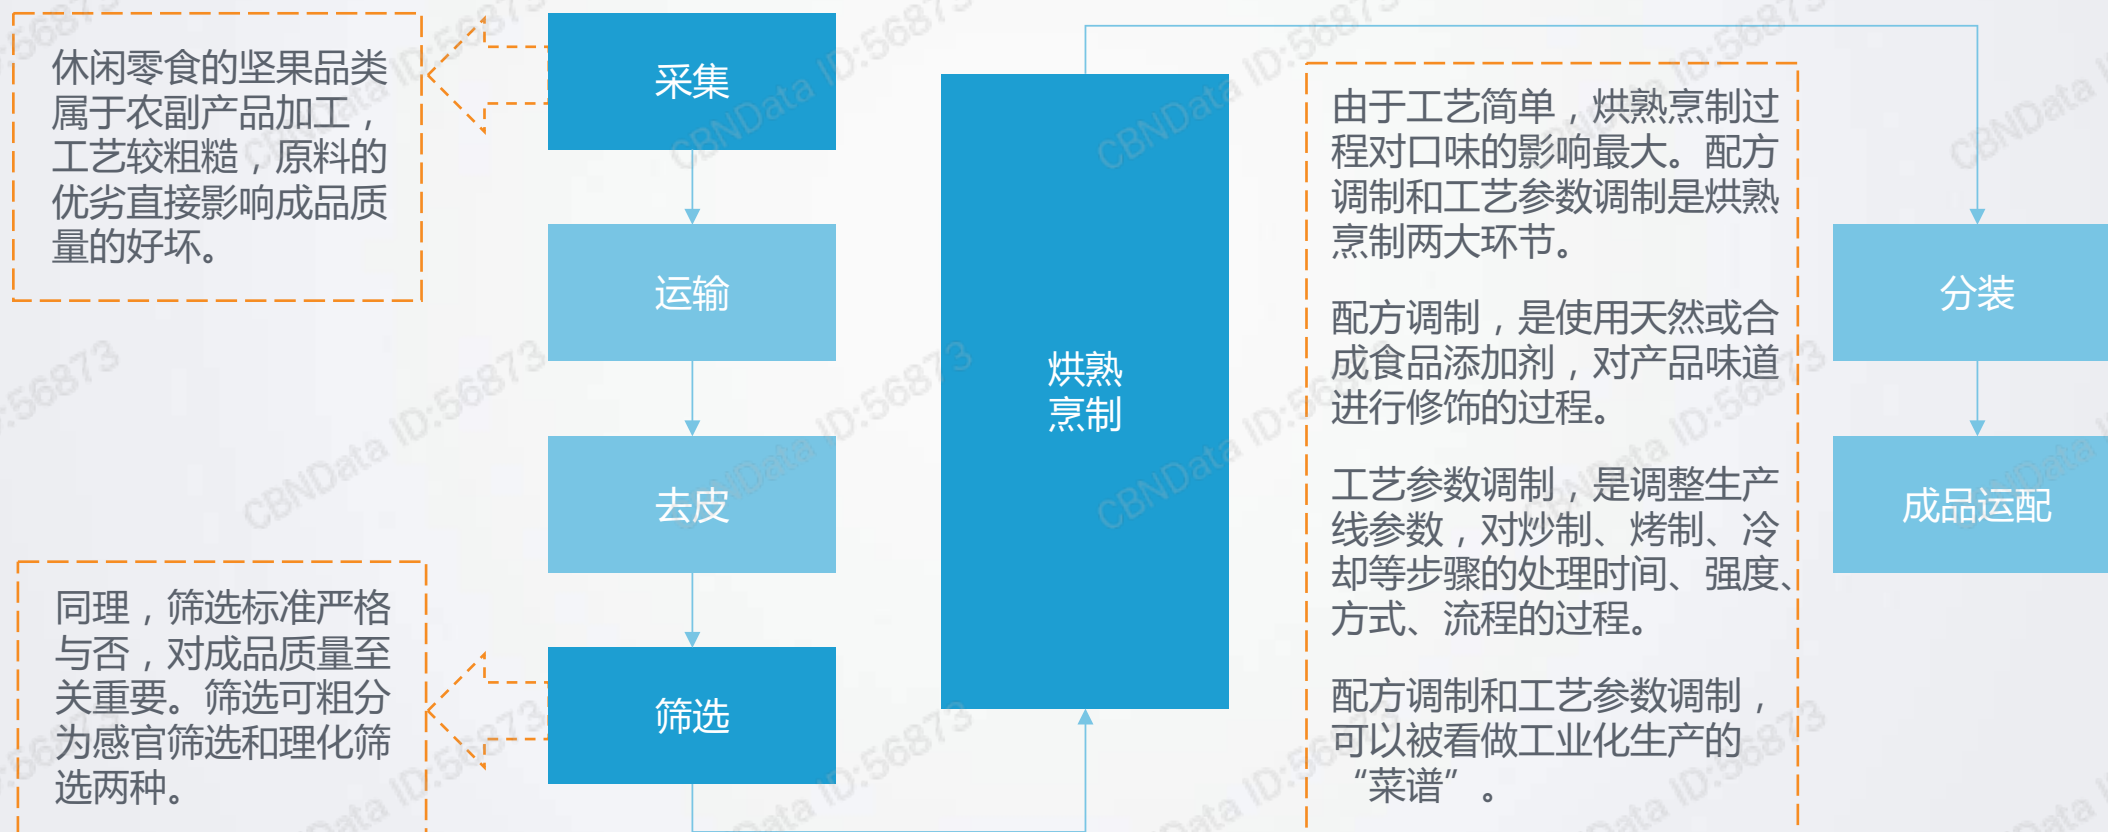 休闲零食的坚果品类
属于农副产品加工，
工艺较粗糙，原料的
优劣直接影响成品质
量的好坏。
采集
运输
去皮
筛选
同理，筛选标准严格
与否，对成品质量至
关重要。筛选可粗分
为感官筛选和理化筛
选两种。
烘熟
烹制
由于工艺简单，烘熟烹制过
程对口味的影响最大。配方
调制和工艺参数调制是烘熟
烹制两大环节。
配方调制，是使用天然或合
成食品添加剂，对产品味道
进行修饰的过程。
工艺参数调制，是调整生产
线参数，对炒制、烤制、冷
却等步骤的处理时间、强度、
方式、流程的过程。
配方调制和工艺参数调制，
可以被看做工业化生产的
“菜谱”。
分装
成品运配
CBNData ID:56873